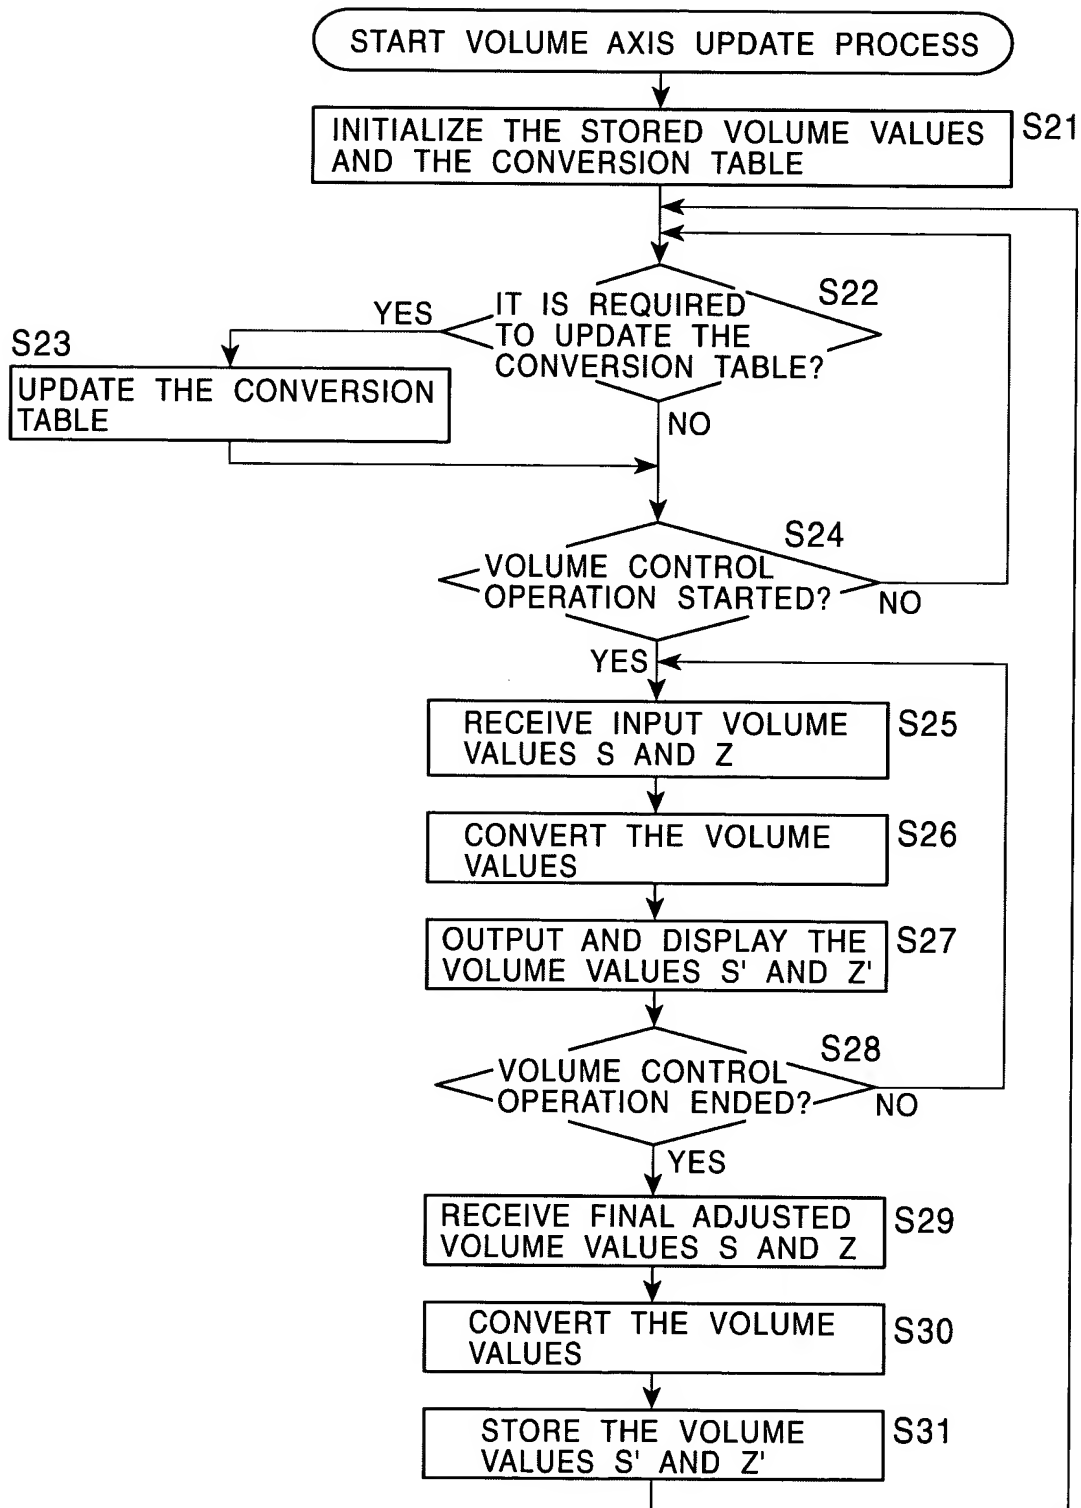 START VOLUME AXIS UPDATE PROCESS
S21
INITIALIZE THE STORED VOLUME VALUES
AND THE CONVERSION TABLE
S22
IT IS REQUIRED
TO UPDATE THE
CONVERSION TABLE?
YES
S23
UPDATE THE CONVERSION
TABLE
NO
S24
VOLUME CONTROL
OPERATION STARTED?
NO
YES
S25
RECEIVE INPUT VOLUME
VALUES S AND Z
S26
CONVERT THE VOLUME
VALUES
S27
OUTPUT AND DISPLAY THE
VOLUME VALUES S' AND Z'
S28
VOLUME CONTROL
OPERATION ENDED?
NO
YES
S29
RECEIVE FINAL ADJUSTED
VOLUME VALUES S AND Z
S30
CONVERT THE VOLUME
VALUES
S31
STORE THE VOLUME
VALUES S' AND Z'